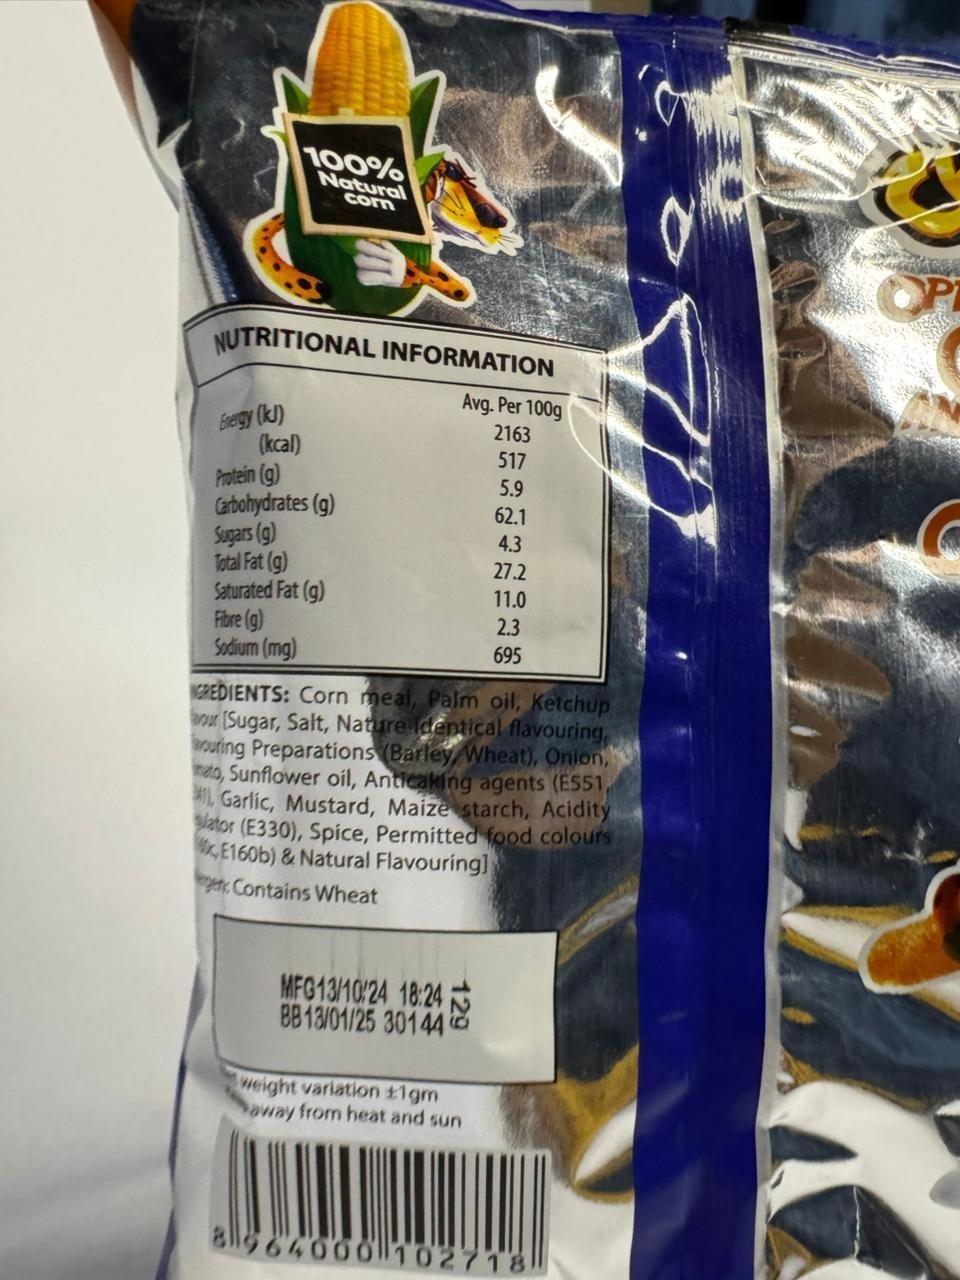 100%
Natural
corn
NUTRITIONAL INFORMATION
Avg. Per 100g
Energy (kJ) 2163
(kcal) 517
Protein (g) 5.9
Carbohydrates (g) 62.1
Sugars (g) 4.3
Total Fat (g) 27.2
Saturated Fat (g) 11.0
Fibre (g) 2.3
Sodium (mg) 695
INGREDIENTS: Corn meal, Palm oil, Ketchup
[Sugar, Salt, Nature Identical flavouring,
Preparations (Barley, Wheat), Onion,
Sunflower oil, Anticaking agents (E551,
Garlic, Mustard, Maize starch, Acidity
(E330), Spice, Permitted food colours
E160b) & Natural Flavouring]
Contains Wheat
MFG13/10/24 18:24
BB13/01/25 30144
12g
weight variation ±1gm
away from heat and sun
8 964000 102718